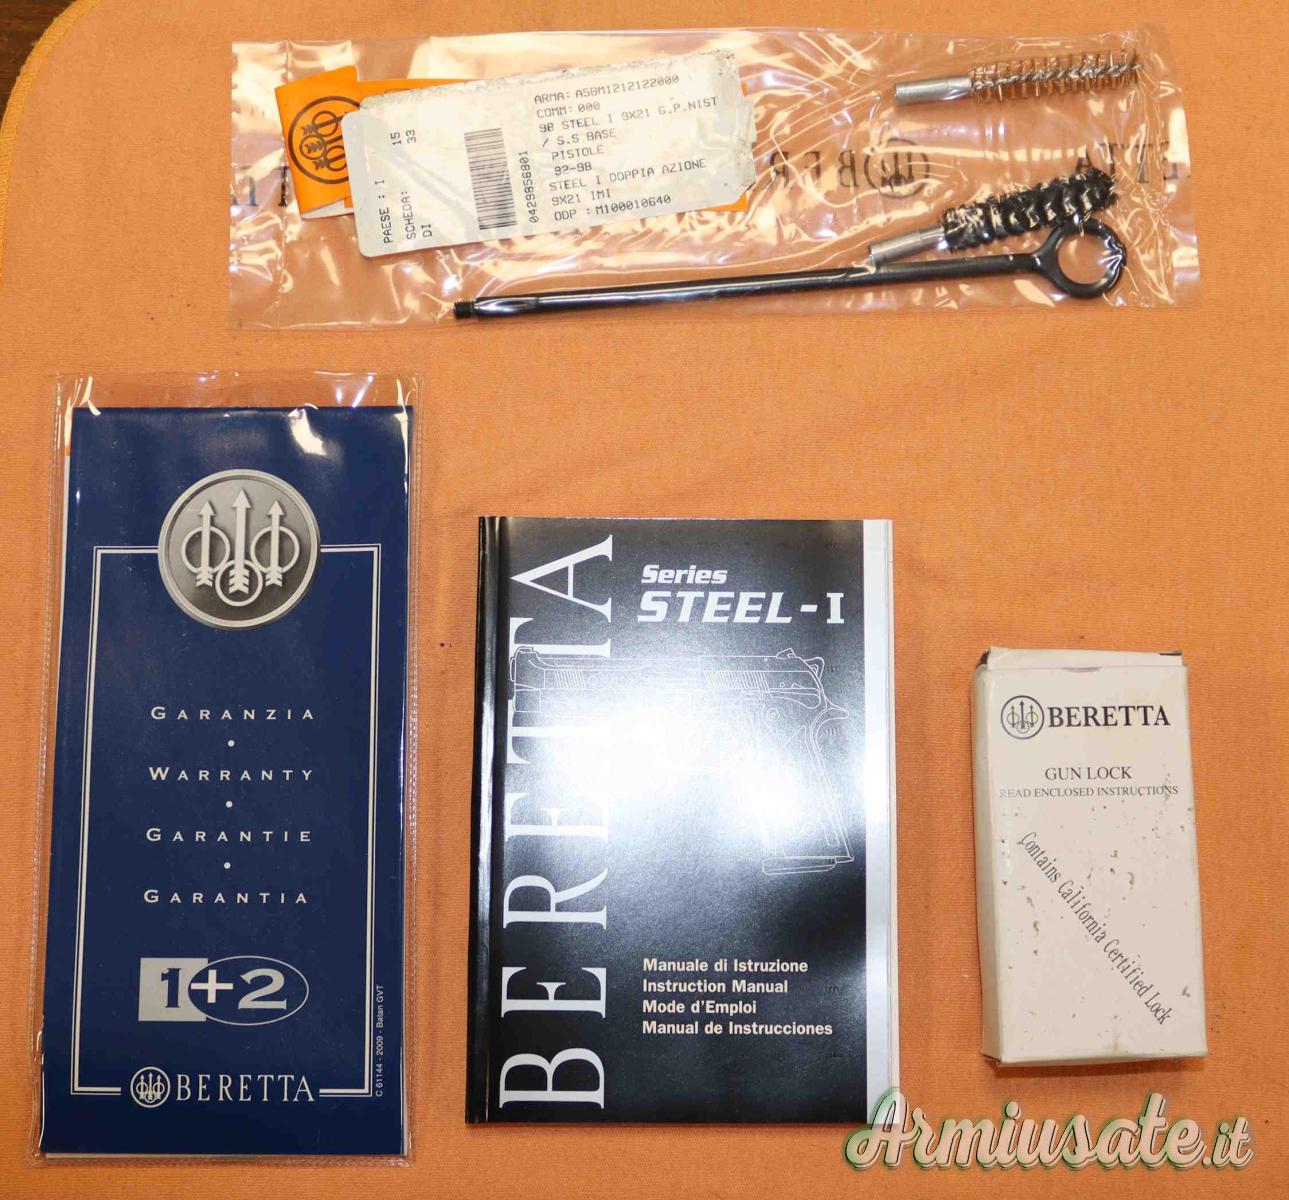 ARMA: A5BM1212122000
COMM: 000
98 STEEL I 9X21 G.P.NIST
/ S.S BASE
PISTOLE
92-98
STEEL I DOPPIA AZIONE
9X21 IMI
ODP : M100010640
0429856801
PAESE : I 15
SCHEDA: 33
DI
BERETTA
GARANZIA
WARRANTY
GARANTIE
GARANTIA
1+2
BERETTA
C 61144 - 2009 - Batan GVT
BERETTA
Series
STEEL-I
Manuale di Istruzione
Instruction Manual
Mode d'Emploi
Manual de Instrucciones
BERETTA
GUN LOCK
READ ENCLOSED INSTRUCTIONS
Contains California Certified Lock
Armiusate.it